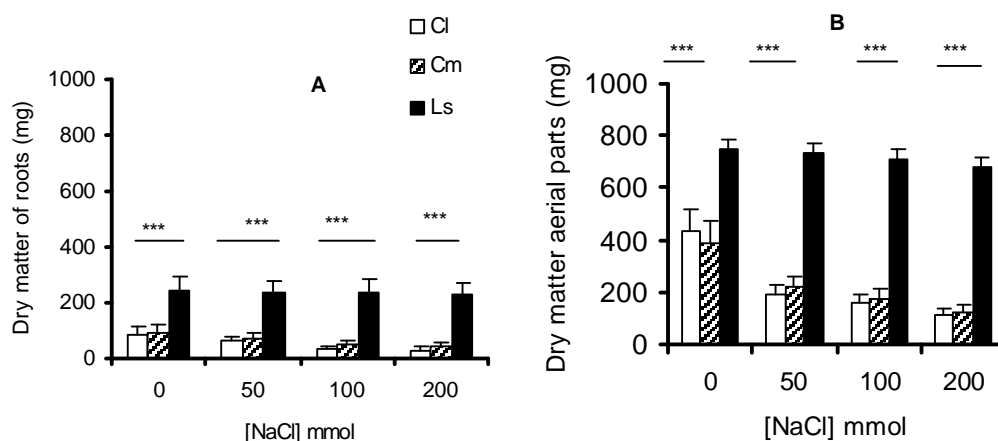 Cl
Cm
Ls
A
Dry matter of roots (mg)
1000
800
600
400
200
0
***
***
***
***
0 50 100 200
[NaCl] mmol
B
Dry matter aerial parts (mg)
*** *** *** ***
1000
800
600
400
200
0
0 50 100 200
[NaCl] mmol